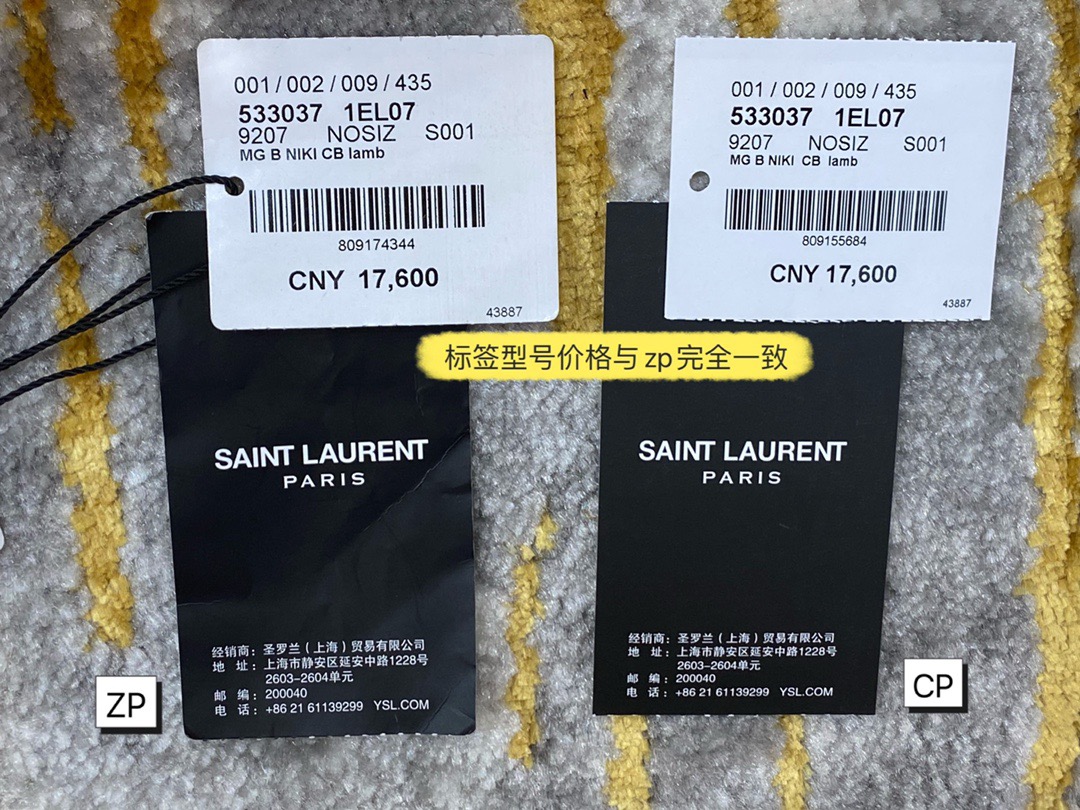 001 / 002 / 009 / 435
533037 1EL07
9207 NOSIZ S001
MG B NIKI CB lamb
809174344
CNY 17,600
43887
001 / 002 / 009 / 435
533037 1EL07
9207 NOSIZ S001
MG B NIKI CB lamb
809155684
CNY 17,600
43887
标签型号价格与zp完全一致
SAINT LAURENT
PARIS
经销商：圣罗兰（上海）贸易有限公司
地 址：上海市静安区延安中路1228号
2603-2604单元
邮 编：200040
电 话：+86 21 61139299 YSL.COM
ZP
SAINT LAURENT
PARIS
经销商：圣罗兰（上海）贸易有限公司
地 址：上海市静安区延安中路1228号
2603-2604单元
邮 编：200040
电 话：+86 21 61139299 YSL.COM
CP